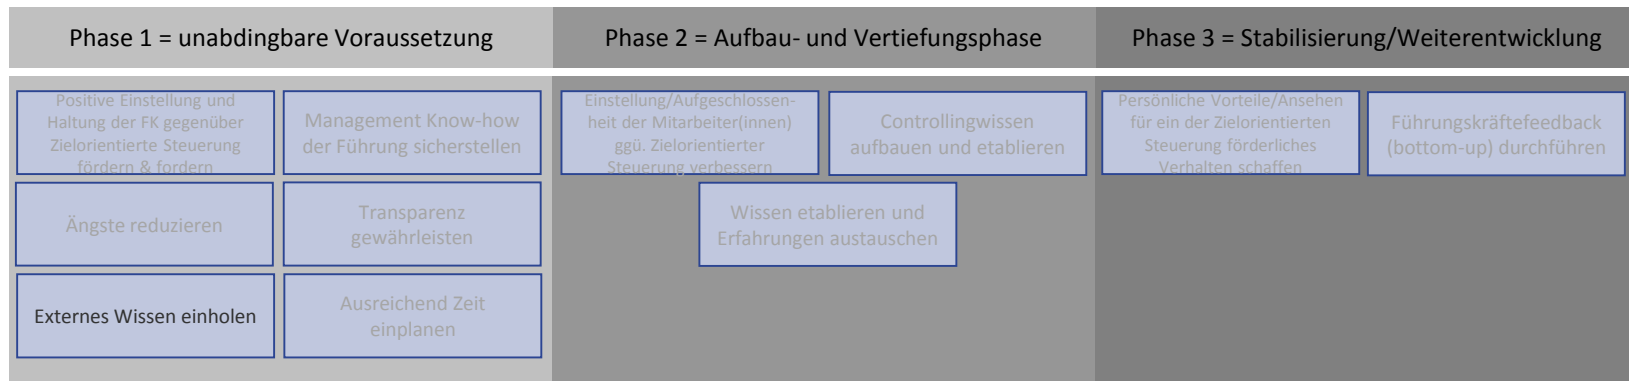 Phase 1 = unabdingbare Voraussetzung
Phase 2 = Aufbau- und Vertiefungsphase
Phase 3 = Stabilisierung/Weiterentwicklung
Positive Einstellung und
Haltung der FK gegenüber
Zielorientierte Steuerung
fördern & fordern
Management Know-how
der Führung sicherstellen
Ängste reduzieren
Transparenz
gewährleisten
Externes Wissen einholen
Ausreichend Zeit
einplanen
Einstellung/Aufgeschlossen-
heit der Mitarbeiter(innen)
ggü. Zielorientierter
Steuerung verbessern
Controllingwissen
aufbauen und etablieren
Wissen etablieren und
Erfahrungen austauschen
Persönliche Vorteile/Ansehen
für ein der Zielorientierten
Steuerung förderliches
Verhalten schaffen
Führungskräftefeedback
(bottom-up) durchführen